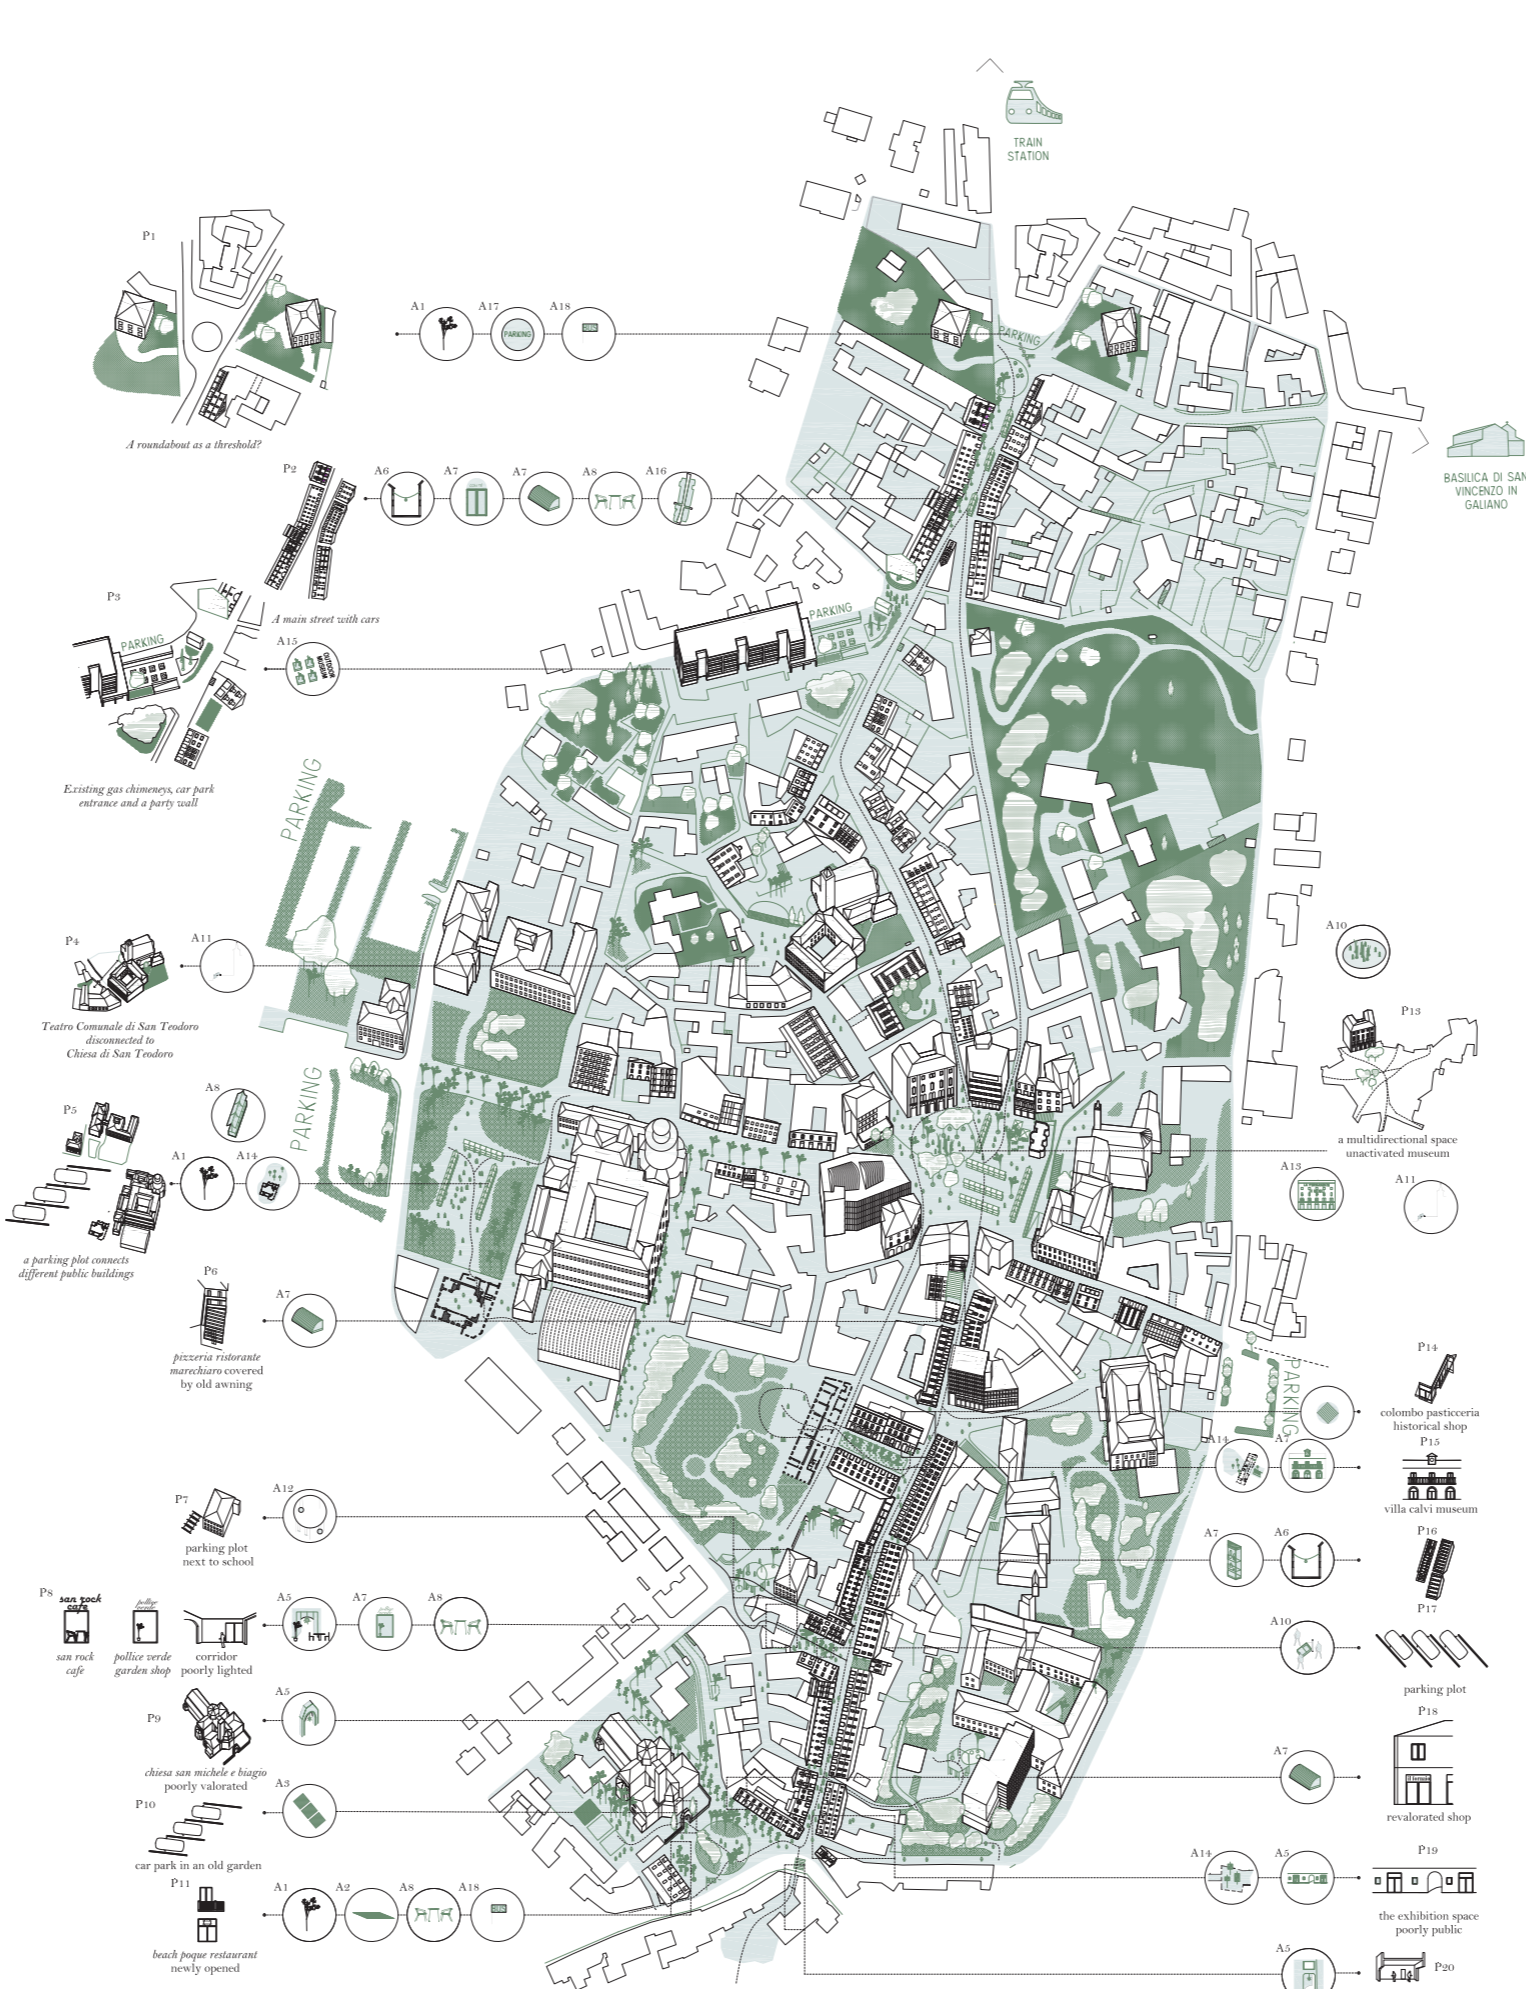 TRAIN
STATION
P1
A1
A17
A18
PARKING
BUS
PARKING
A roundabout as a threshold?
BASILICA DI SAN
VINCENZO IN
GALIANO
P2
A6
A7
A7
A8
A16
A main street with cars
P3
PARKING
PARKING
A15
OUTDOOR
MUSEUM
Existing gas chimeneys, car park
entrance and a party wall
PARKING
P4
A11
Teatro Comunale di San Teodoro
disconnected to
Chiesa di San Teodoro
A10
P13
a multidirectional space
unactivated museum
A13
A11
PARKING
A8
P5
A1
A14
a parking plot connects
different public buildings
P6
A7
pizzeria ristorante
marechiaro covered
by old awning
PARKING
P14
colombo pasticceria
historical shop
A14
A7
P15
villa calvi museum
P7
A12
parking plot
next to school
A7
A6
P16
P17
P8
san rock
cafe
pollice
verde
A5
A7
A8
san rock
cafè
pollice verde
garden shop
corridor
poorly lighted
A10
parking plot
P9
A5
chiesa san michele e biagio
poorly valorated
P18
A7
revalorated shop
P10
A3
car park in an old garden
P11
A1
A2
A8
A18
BUS
beach poque restaurant
newly opened
A14
A5
P19
the exhibition space
poorly public
A5
P20